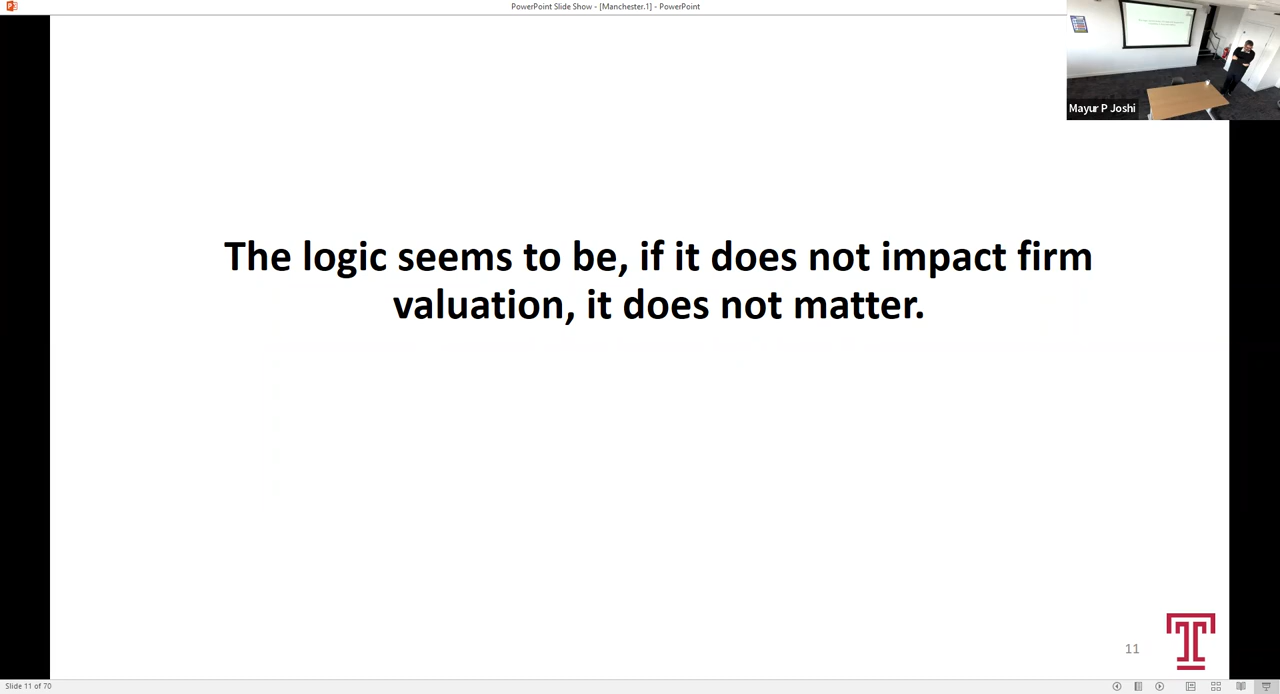 PowerPoint Slide Show - [Manchester.1] - PowerPoint
Mayur P Joshi
The logic seems to be, if it does not impact firm
valuation, it does not matter.
11
Slide 11 of 70